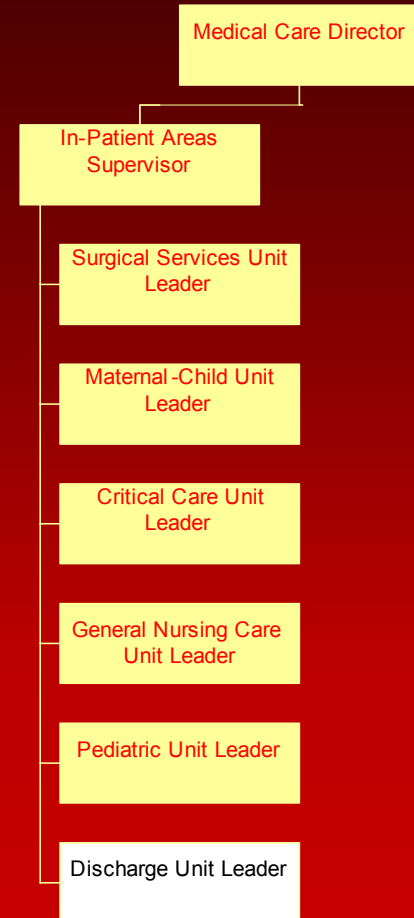 Medical Care Director
In-Patient Areas
Supervisor
Surgical Services Unit
Leader
Maternal-Child Unit
Leader
Critical Care Unit
Leader
General Nursing Care
Unit Leader
Pediatric Unit Leader
Discharge Unit Leader